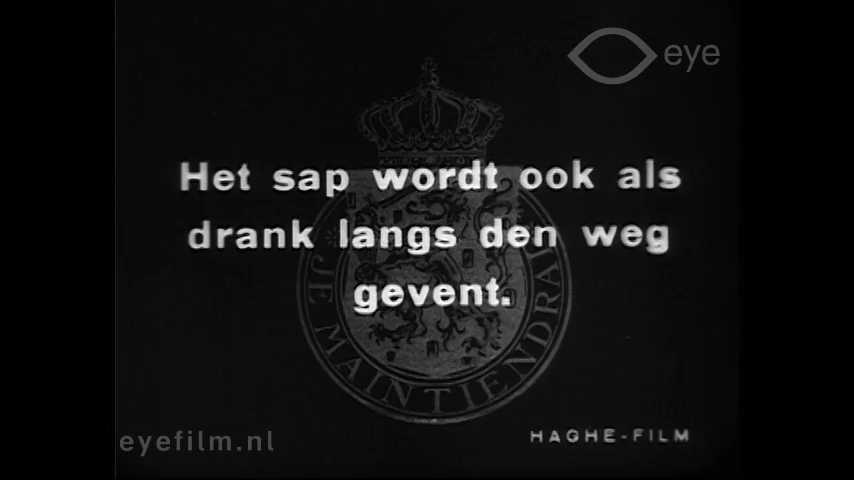 eye
Het sap wordt ook als
drank langs den weg
gevent.
JE MAINTIENDRAI
HAGHE-FILM
eyefilm.nl